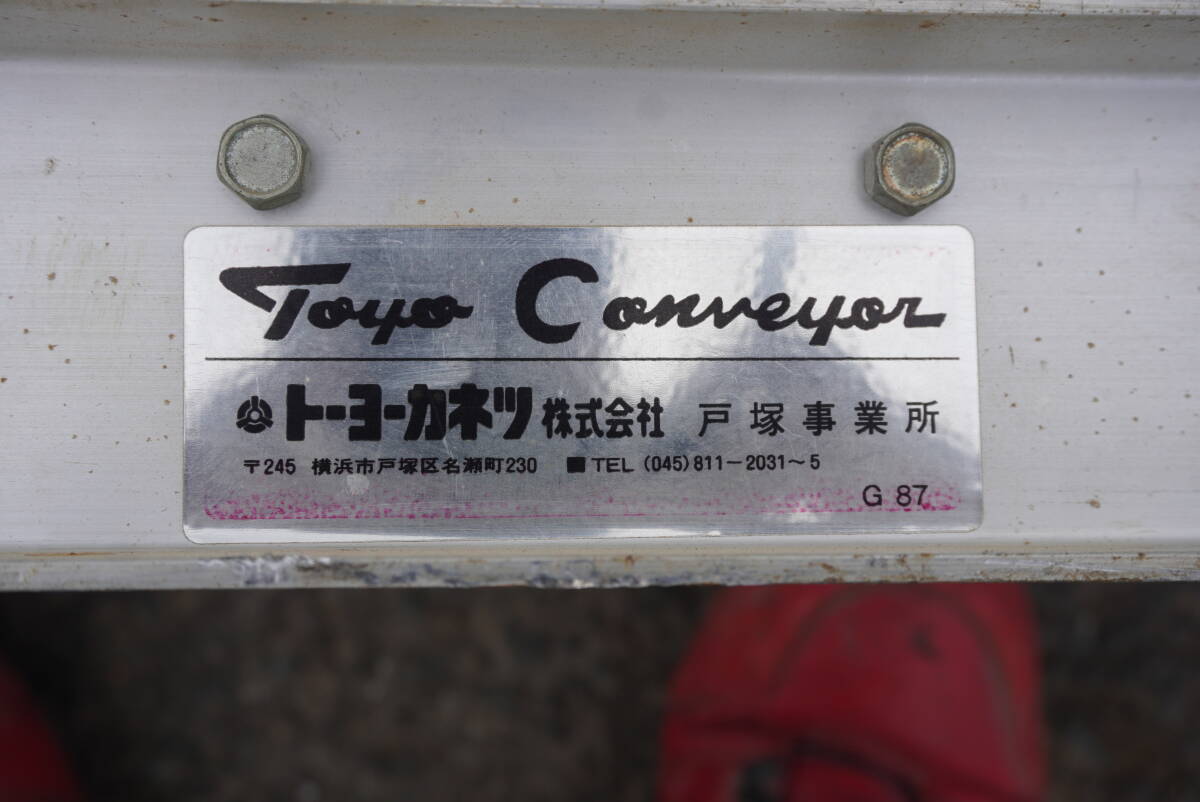 Toyo Conveyor
トーヨーカネツ株式会社 戸塚事業所
〒245 横浜市戸塚区名瀬町230 ■TEL (045)811−2031〜5
G 87